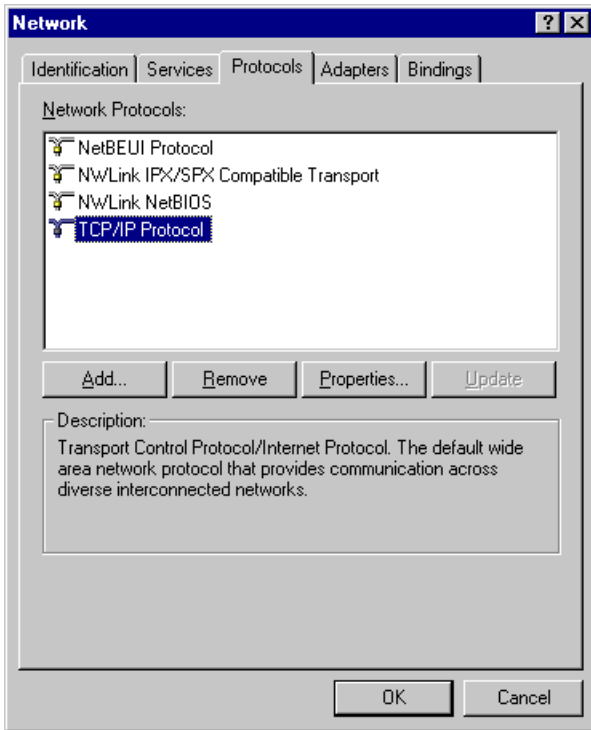 Network
Identification Services Protocols Adapters Bindings
Network Protocols:
NetBEUI Protocol
NWLink IPX/SPX Compatible Transport
NWLink NetBIOS
TCP/IP Protocol
Add... Remove Properties... Update
Description:
Transport Control Protocol/Internet Protocol. The default wide
area network protocol that provides communication across
diverse interconnected networks.
OK Cancel